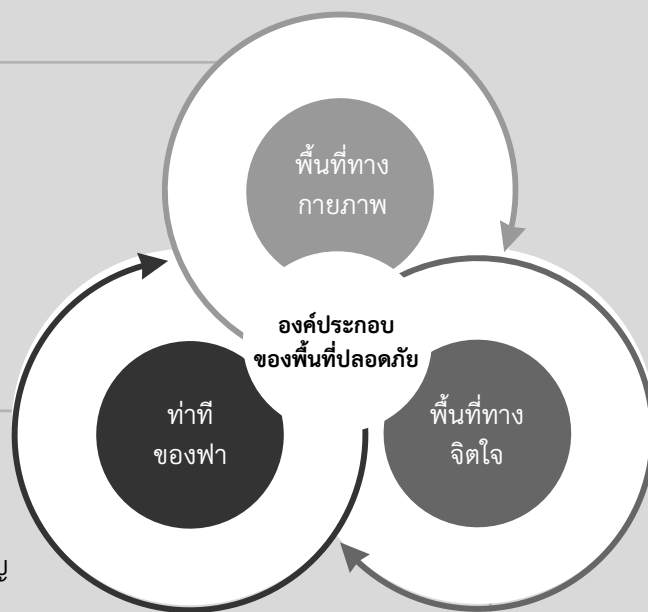 พื้นที่ทาง
กายภาพ
องค์ประกอบ
ของพื้นที่ปลอดภัย
ท่าที
ของฟา
พื้นที่ทาง
จิตใจ
ญ